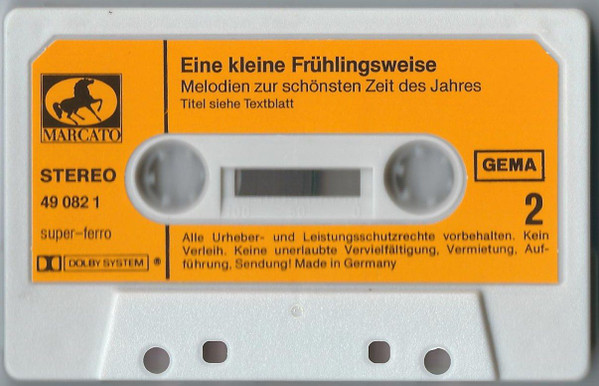 Eine kleine Frühlingsweise
Melodien zur schönsten Zeit des Jahres
Titel siehe Textblatt
MARCATO
STEREO
49 082 1
super-ferro
DOLBY SYSTEM ®
GEMA
2
Alle Urheber- und Leistungsschutzrechte vorbehalten. Kein
Verleih. Keine unerlaubte Vervielfältigung, Vermietung, Auf-
führung, Sendung! Made in Germany